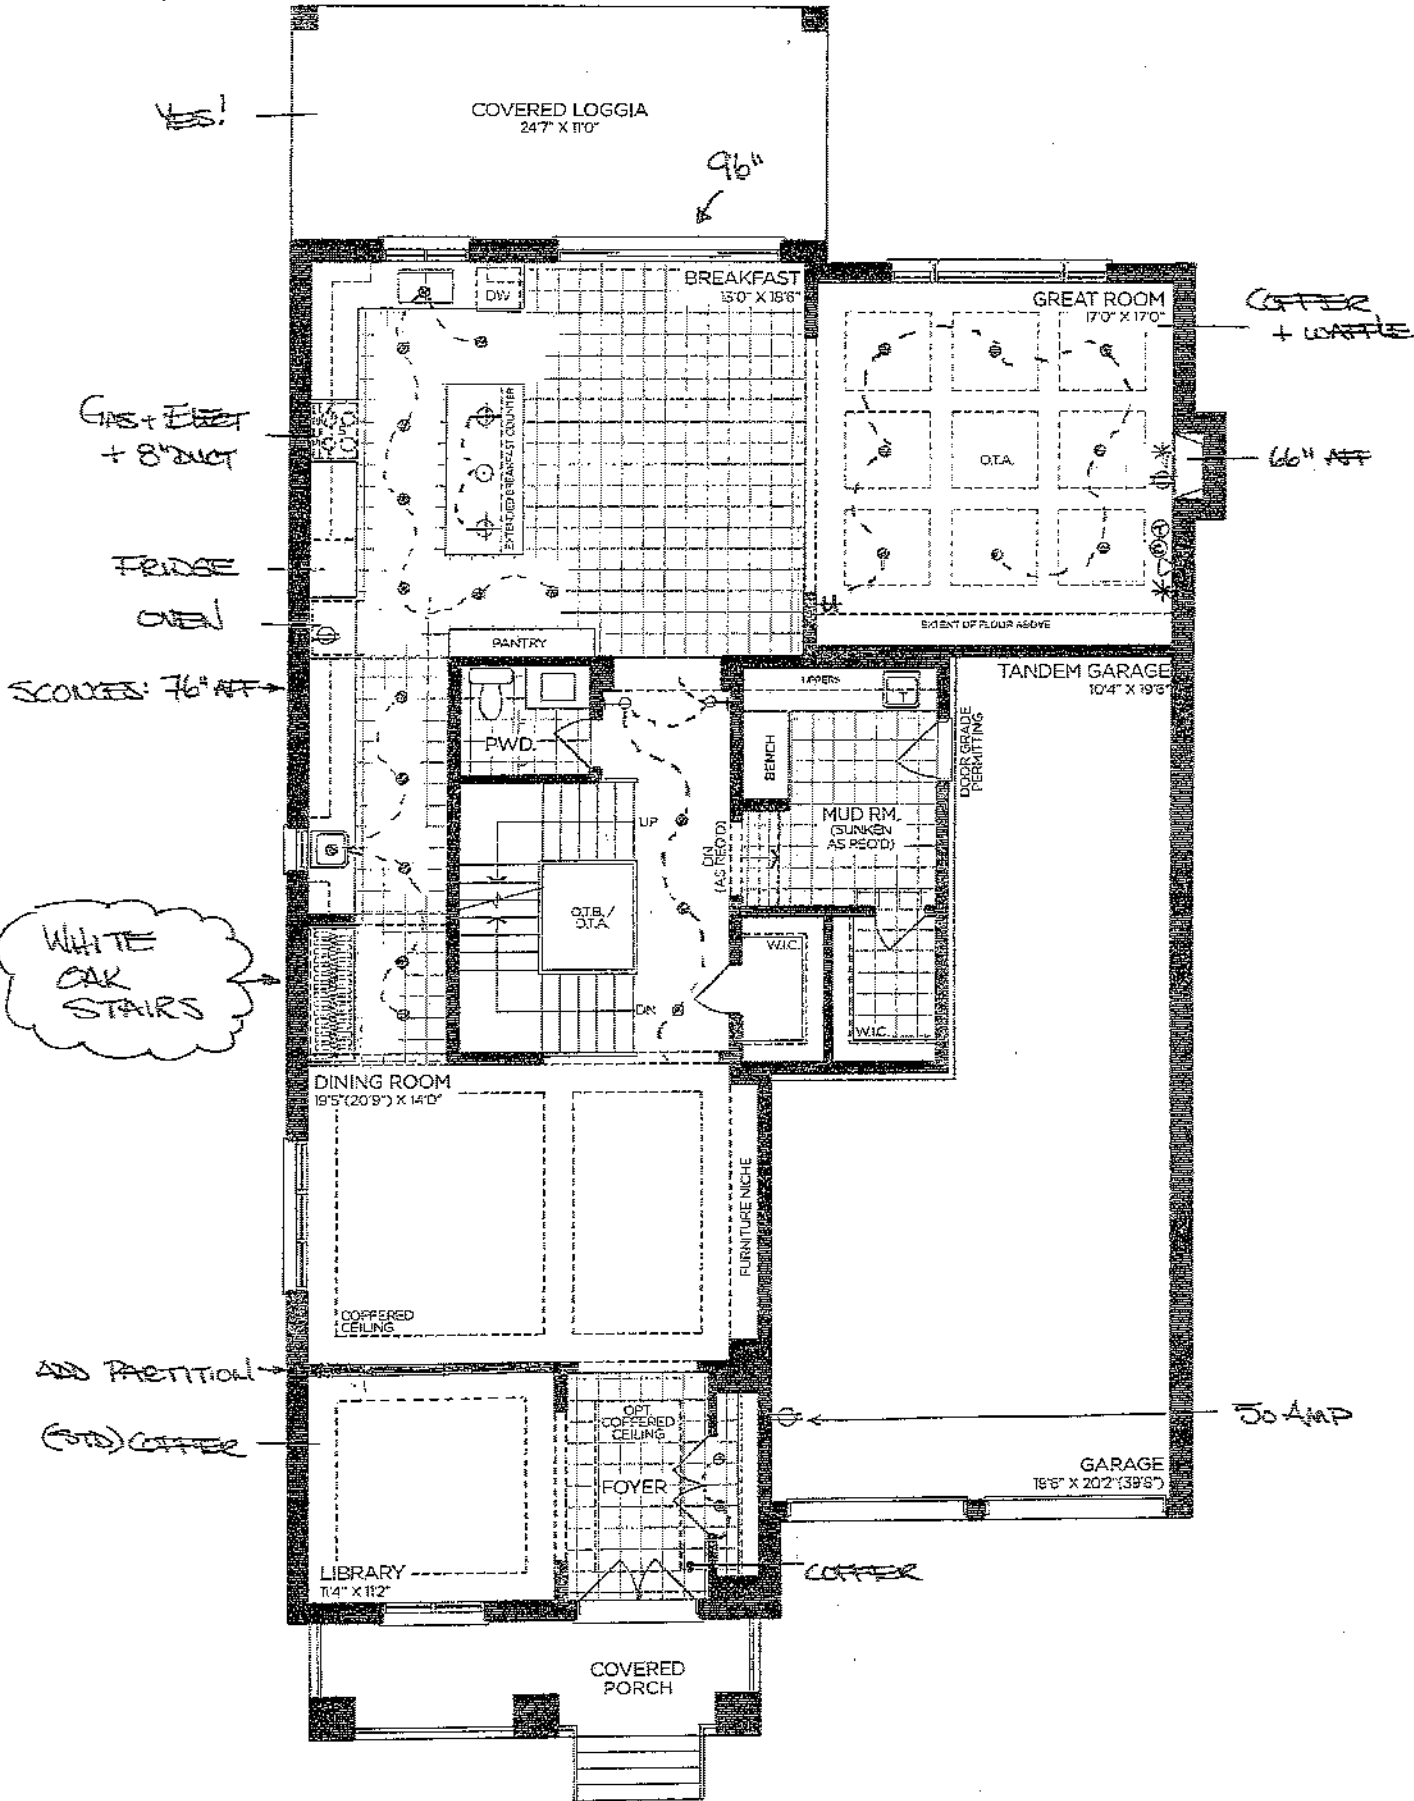 YES!
COVERED LOGGIA
24'7" X 11'0"
96"
BREAKFAST
13'0" X 18'6"
DW
GREAT ROOM
17'0" X 17'0"
COFFER
+ WAFFLE
GAS + ELECT
+ 8" DUCT
EXTENDED BREAKFAST COUNTER
O.T.A.
66" AFF
FRIDGE
OVEN
EXTENT OF FLOOR ABOVE
PANTRY
SCONCES: 76" AFF
UPPERS
T
TANDEM GARAGE
10'4" X 19'6"
PWD.
BENCH
DOOR GRADE
PERMITTING
UP
DN
(AS REQ'D)
MUD RM.
(SUNKEN
AS REQ'D)
O.T.B. /
O.T.A.
WHITE
OAK
STAIRS
W.I.C.
DN
W.I.C.
DINING ROOM
19'5"(20'9") X 14'0"
FURNITURE NICHE
COFFERED
CEILING
ADD PARTITION
(STD) COFFER
OPT.
COFFERED
CEILING
50 AMP
FOYER
GARAGE
19'6" X 20'2"(39'8")
LIBRARY
11'4" X 11'2"
COFFER
COVERED
PORCH